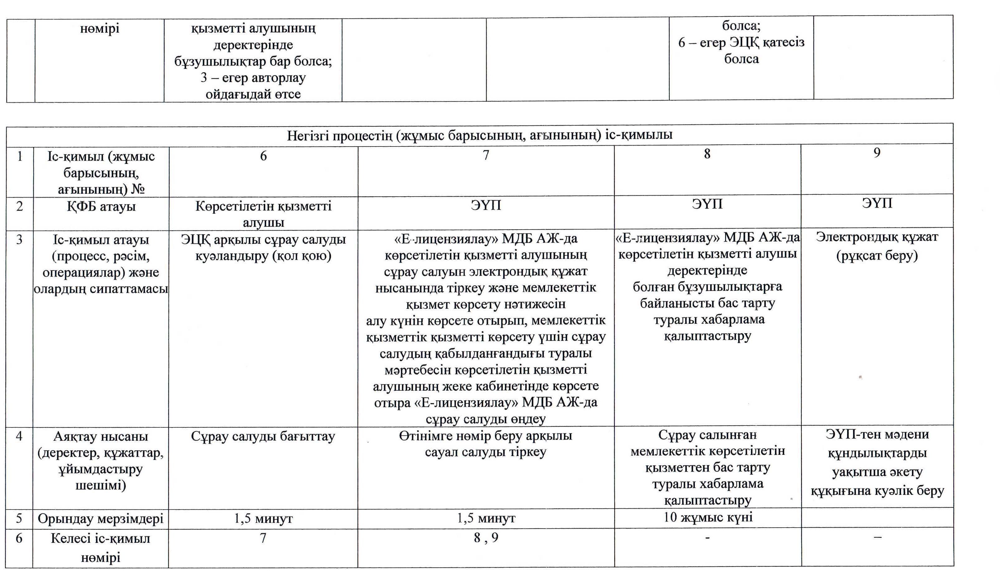 нөмірі
қызметті алушының
деректерінде
бұзушылықтар бар болса;
3 – егер авторлау
ойдағыдай өтсе
болса;
6 – егер ЭЦҚ қатесіз
болса
Негізгі процестің (жұмыс барысының, ағынының) іс-қимылы
1
Іс-қимыл (жұмыс
барысының,
ағынының) №
6
7
8
9
2
ҚФБ атауы
Көрсетілетін қызметті
алушы
ЭҮП
ЭҮП
ЭҮП
3
Іс-қимыл атауы
(процесс, рәсім,
операциялар) және
олардың сипаттамасы
ЭЦҚ арқылы сұрау салуды
куәландыру (қол қою)
«Е-лицензиялау» МДБ АЖ-да
көрсетілетін қызметті алушының
сұрау салуын электрондық құжат
нысанында тіркеу және мемлекеттік
қызмет көрсету нәтижесін
алу күнін көрсете отырып, мемлекеттік
қызметтік қызметті көрсету үшін сұрау
салудың қабылданғандығы туралы
мәртебесін көрсетілетін қызметті
алушының жеке кабинетінде көрсете
отыра «Е-лицензиялау» МДБ АЖ-да
сұрау салуды өңдеу
«Е-лицензиялау» МДБ АЖ-да
көрсетілетін қызметті алушы
деректерінде
болған бұзушылықтарға
байланысты бас тарту
туралы хабарлама
қалыптастыру
Электрондық құжат
(рұқсат беру)
4
Аяқтау нысаны
(деректер, құжаттар,
ұйымдастыру
шешімі)
Сұрау салуды бағыттау
Өтінімге нөмір беру арқылы
сауал салуды тіркеу
Сұрау салынған
мемлекеттік көрсетілетін
қызметтен бас тарту
туралы хабарлама
қалыптастыру
ЭҮП-тен мәдени
құндылықтарды
уақытша әкету
құқығына куәлік беру
5
Орындау мерзімдері
1,5 минут
1,5 минут
10 жұмыс күні
6
Келесі іс-қимыл
нөмірі
7
8 , 9
-
–